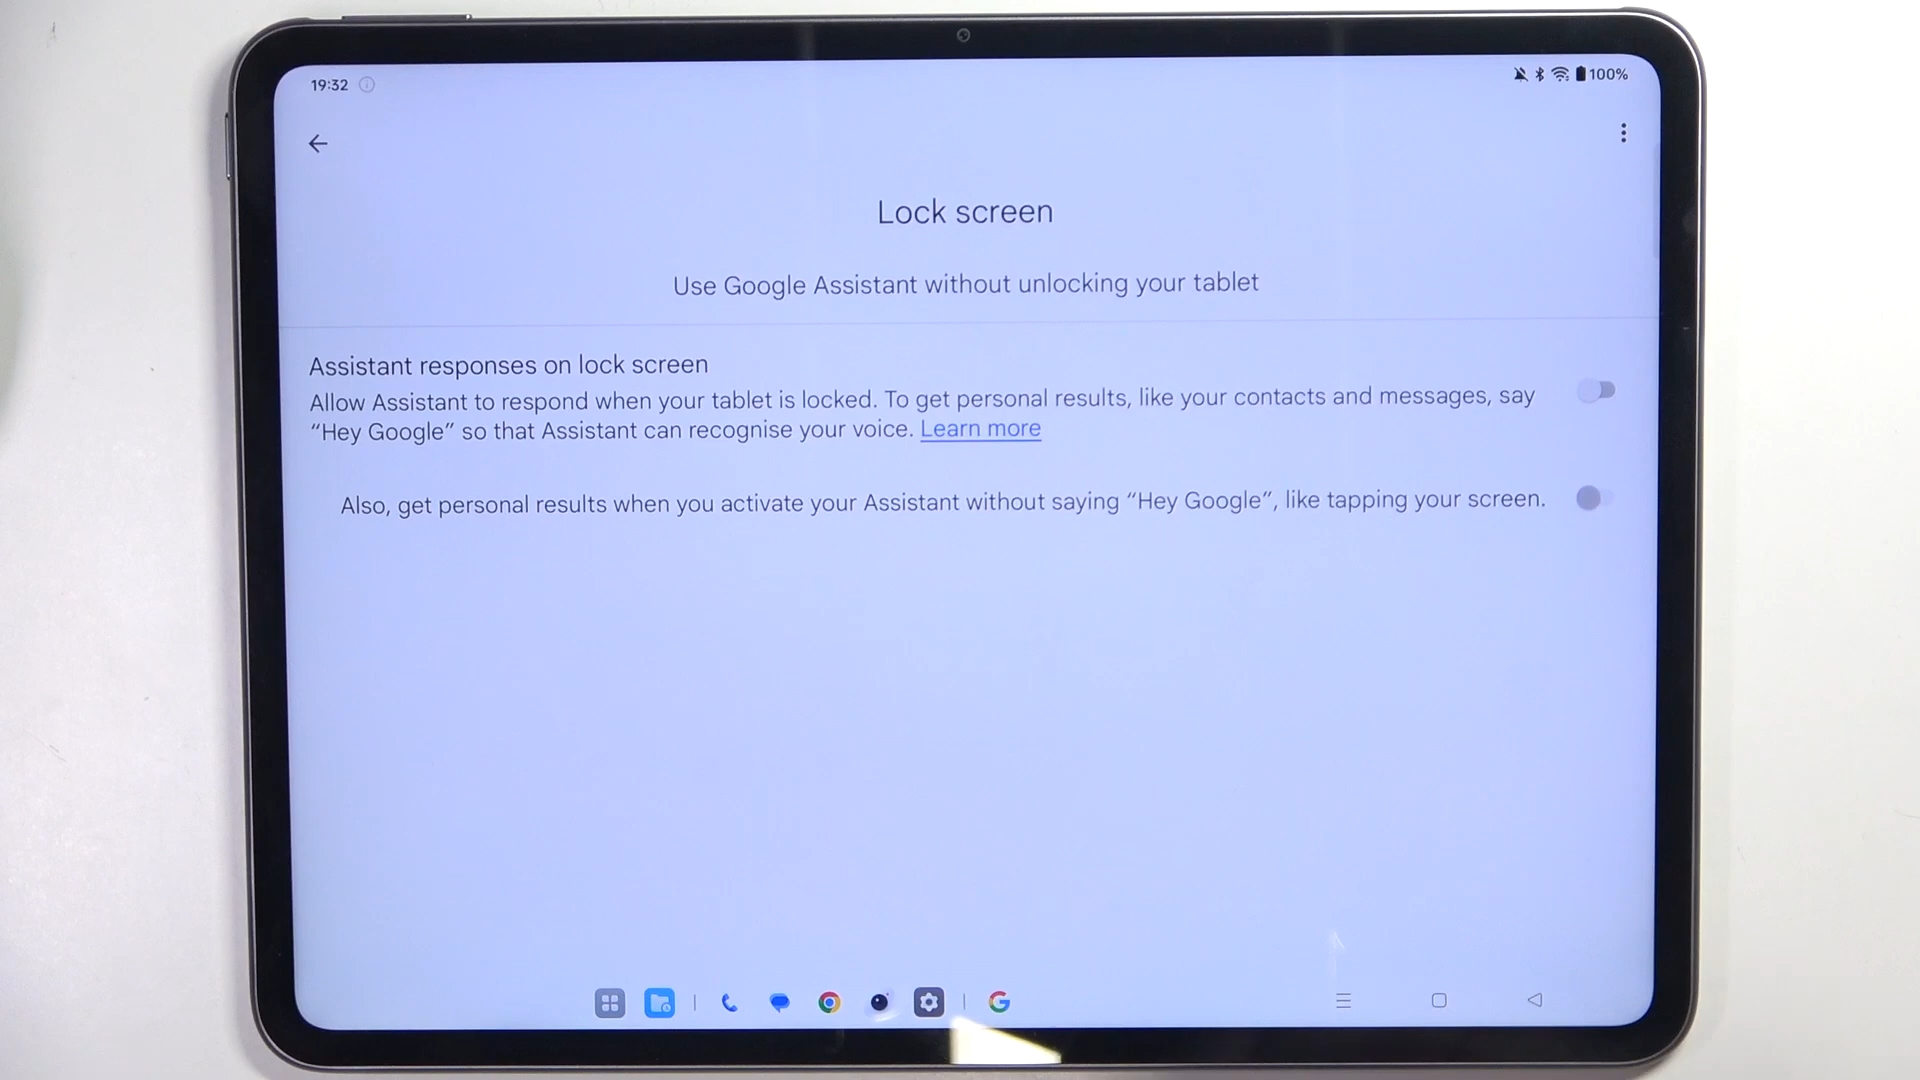 19:32
100%
Lock screen
Use Google Assistant without unlocking your tablet
Assistant responses on lock screen
Allow Assistant to respond when your tablet is locked. To get personal results, like your contacts and messages, say
“Hey Google” so that Assistant can recognise your voice. Learn more
Also, get personal results when you activate your Assistant without saying “Hey Google”, like tapping your screen.